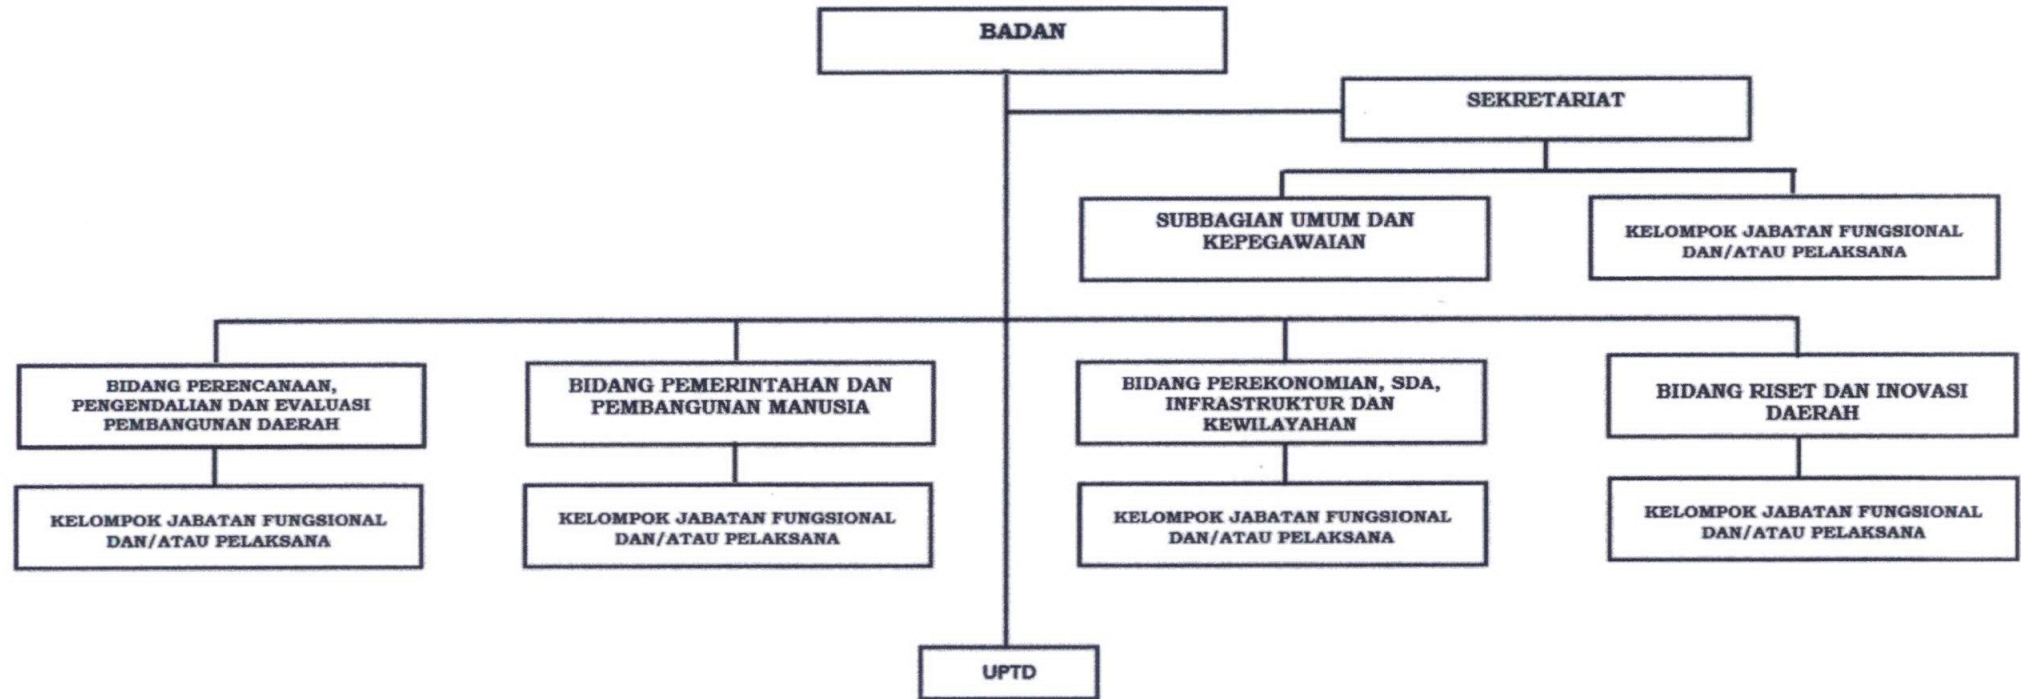 BADAN
SEKRETARIAT
SUBBAGIAN UMUM DAN
KEPEGAWAIAN
KELOMPOK JABATAN FUNGSIONAL
DAN/ATAU PELAKSANA
BIDANG PERENCANAAN,
PENGENDALIAN DAN EVALUASI
PEMBANGUNAN DAERAH
BIDANG PEMERINTAHAN DAN
PEMBANGUNAN MANUSIA
BIDANG PEREKONOMIAN, SDA,
INFRASTRUKTUR DAN
KEWILAYAHAN
BIDANG RISET DAN INOVASI
DAERAH
KELOMPOK JABATAN FUNGSIONAL
DAN/ATAU PELAKSANA
KELOMPOK JABATAN FUNGSIONAL
DAN/ATAU PELAKSANA
KELOMPOK JABATAN FUNGSIONAL
DAN/ATAU PELAKSANA
KELOMPOK JABATAN FUNGSIONAL
DAN/ATAU PELAKSANA
UPTD